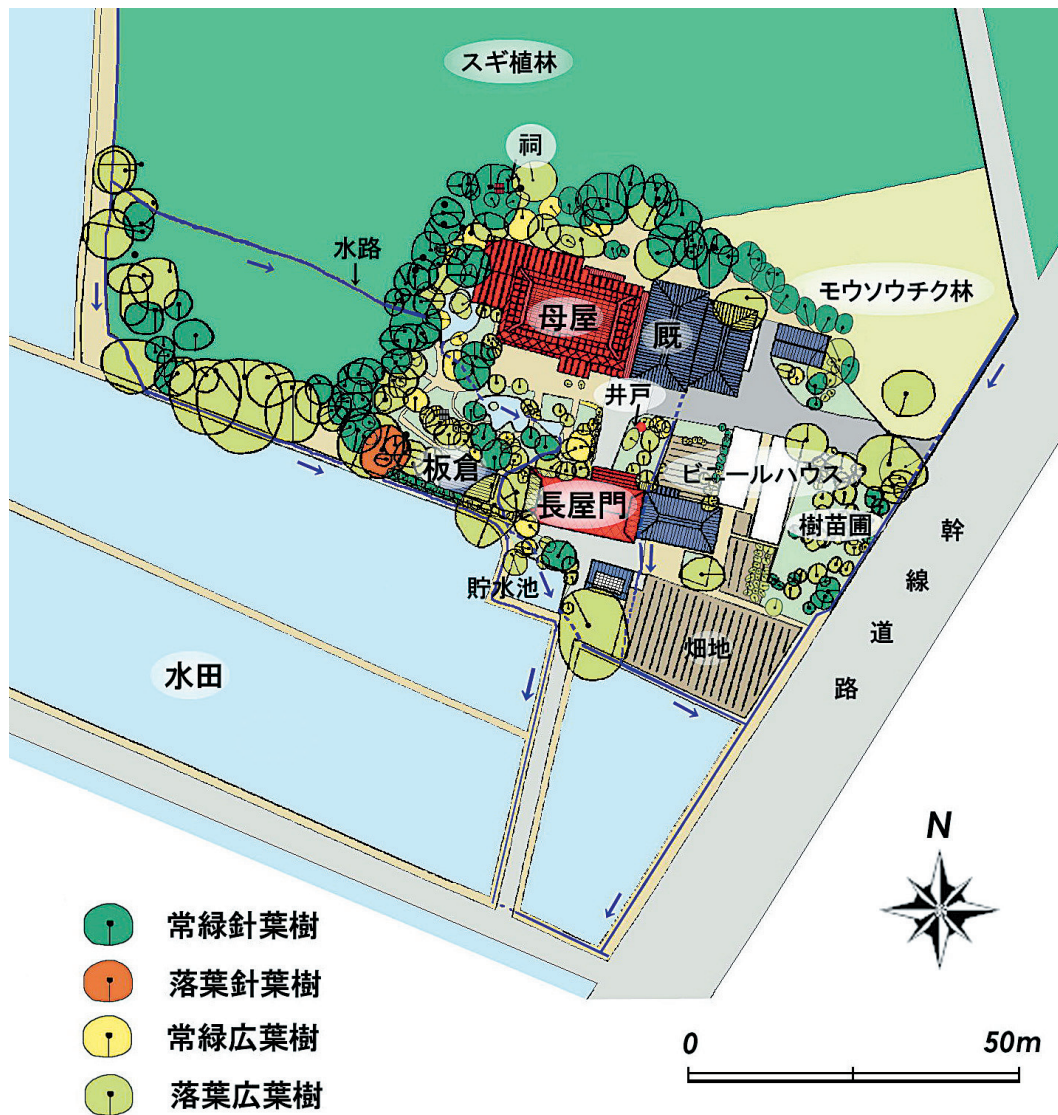 スギ植林
祠
水路
モウソウチク林
母屋
厩
井戸
板倉
ビニールハウス
長屋門
樹苗圃
貯水池
幹線道路
畑地
水田
N
常緑針葉樹
落葉針葉樹
常緑広葉樹
落葉広葉樹
0 50m